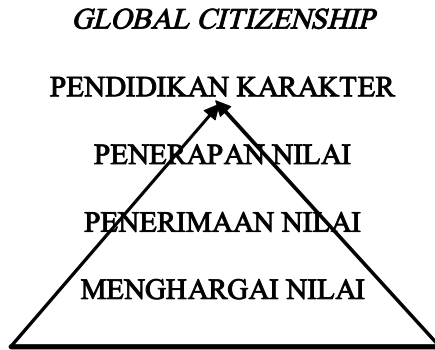 GLOBAL CITIZENSHIP
PENDIDIKAN KARAKTER
PENERAPAN NILAI
PENERIMAAN NILAI
MENGHARGAI NILAI